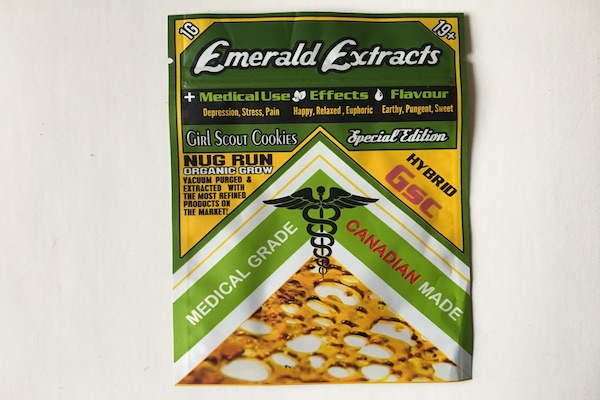 1G
19+
Emerald Extracts
+ Medical Use Effects Flavour
Depression, Stress, Pain Happy, Relaxed , Euphoric Earthy, Pungent, Sweet
Girl Scout Cookies Special Edition
NUG RUN
ORGANIC GROW
VACUUM PURGED &
EXTRACTED WITH
THE MOST REFINED
PRODUCTS ON
THE MARKET!
HYBRID
GSC
MEDICAL GRADE
CANADIAN MADE